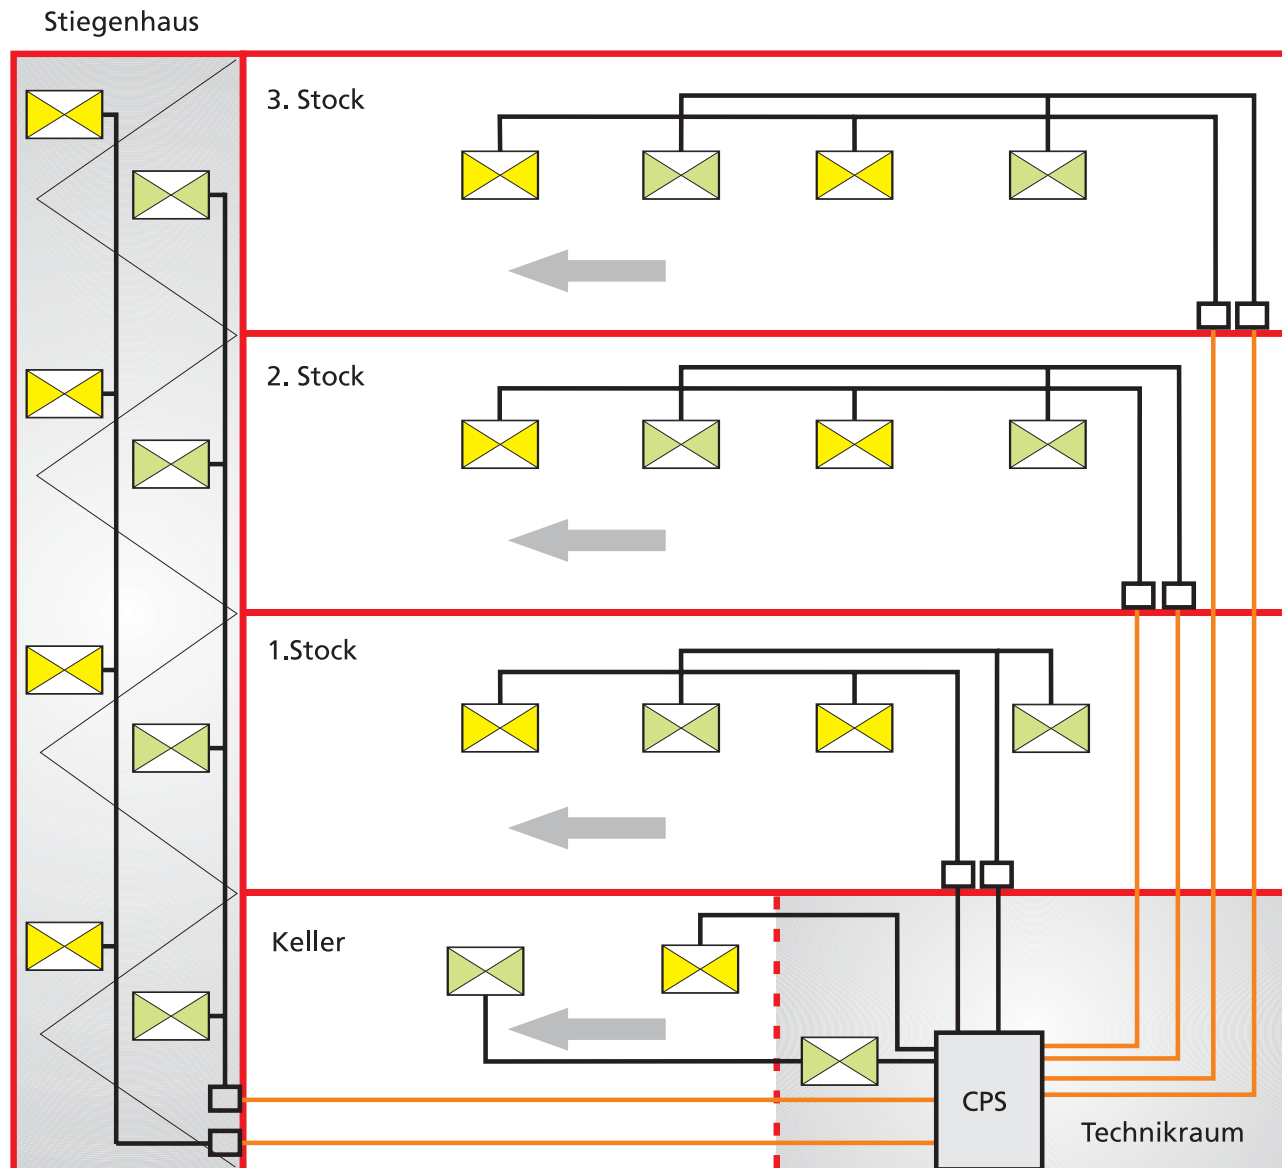 Stiegenhaus
3. Stock
2. Stock
1.Stock
Keller
CPS
Technikraum